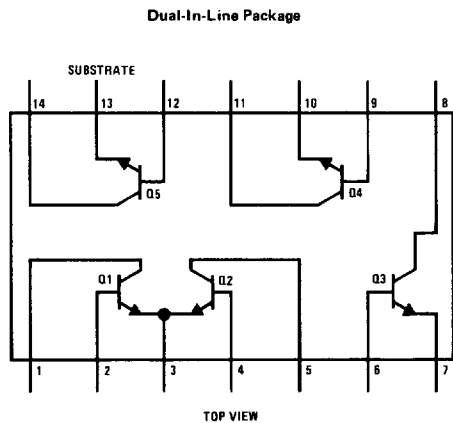 Dual-In-Line Package
SUBSTRATE
14 13 12 11 10 9 8
Q5 Q4
Q1 Q2 Q3
1 2 3 4 5 6 7
TOP VIEW